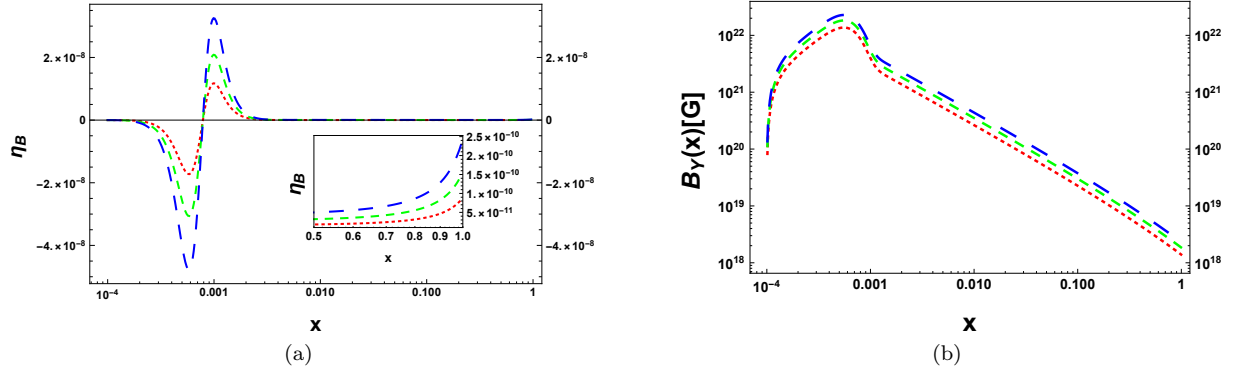 2.×10⁻⁸
0
-2.×10⁻⁸
-4.×10⁻⁸
η_B
10⁻⁴ 0.001 0.010 0.100 1
x
2.×10⁻⁸
0
-2.×10⁻⁸
-4.×10⁻⁸
η_B
2.5×10⁻¹⁰
2.×10⁻¹⁰
1.5×10⁻¹⁰
1.×10⁻¹⁰
5.×10⁻¹¹
0.5 0.6 0.7 0.8 0.9 1.0
x
(a)
10²²
10²¹
10²⁰
10¹⁹
10¹⁸
B_Y(x)[G]
10⁻⁴ 0.001 0.010 0.100 1
x
10²²
10²¹
10²⁰
10¹⁹
10¹⁸
(b)